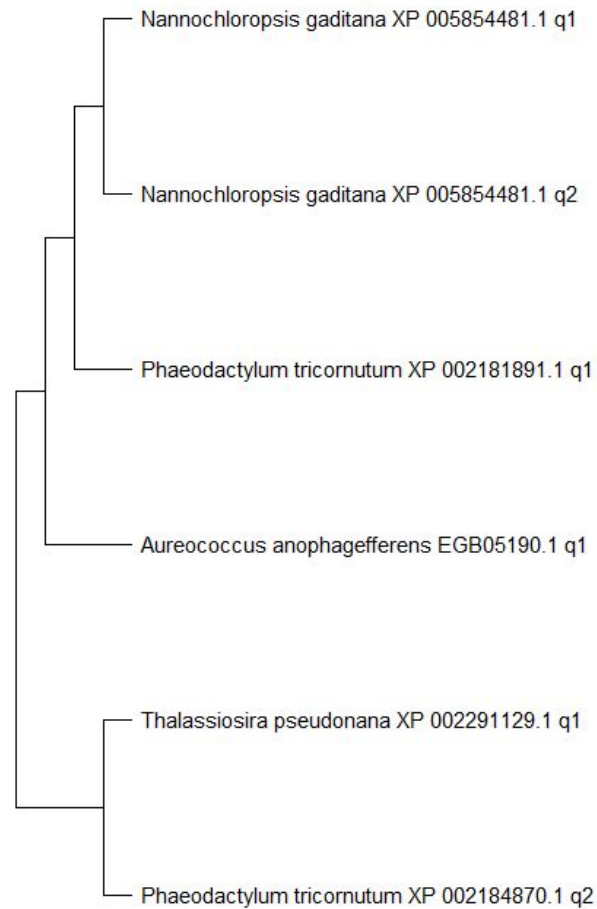 Nannochloropsis gaditana XP 005854481.1 q1
Nannochloropsis gaditana XP 005854481.1 q2
Phaeodactylum tricornutum XP 002181891.1 q1
Aureococcus anophagefferens EGB05190.1 q1
Thalassiosira pseudonana XP 002291129.1 q1
Phaeodactylum tricornutum XP 002184870.1 q2